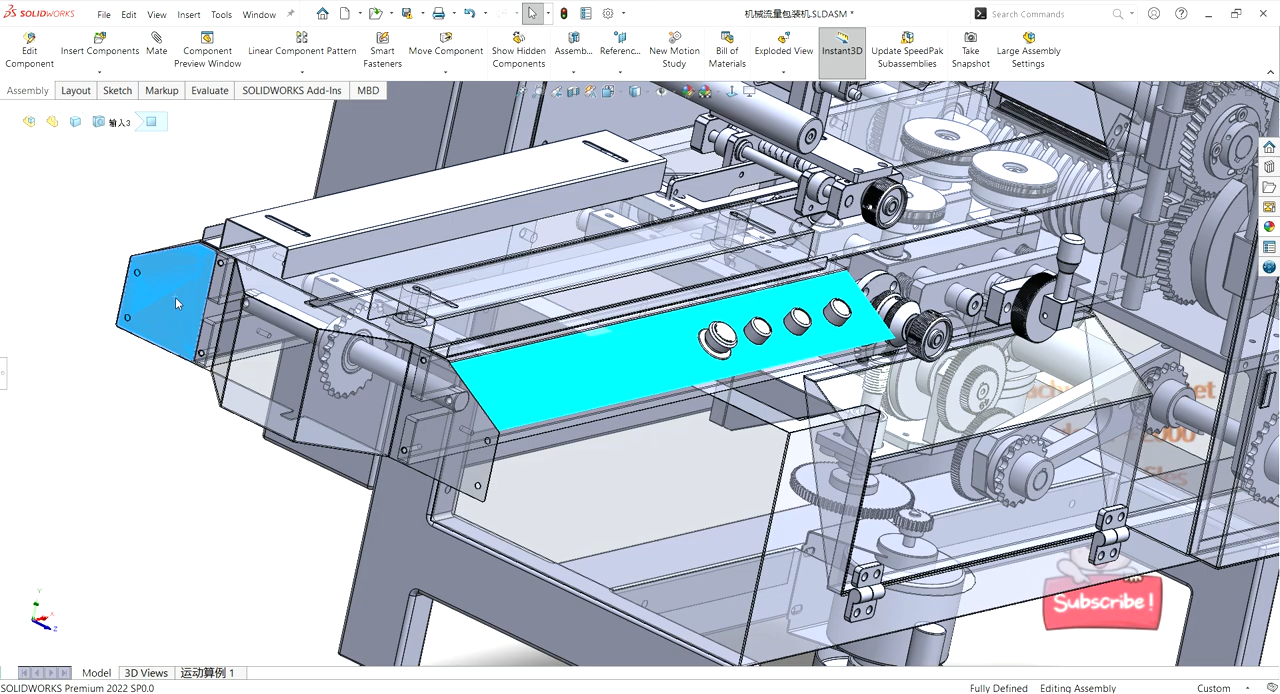 SOLIDWORKS File Edit View Insert Tools Window 机械流量包装机.SLDASM * Search Commands
Edit Component
Insert Components
Mate
Component Preview Window
Linear Component Pattern
Smart Fasteners
Move Component
Show Hidden Components
Assemb...
Referenc...
New Motion Study
Bill of Materials
Exploded View
Instant3D
Update SpeedPak Subassemblies
Take Snapshot
Large Assembly Settings
Assembly Layout Sketch Markup Evaluate SOLIDWORKS Add-Ins MBD
输入3
Subscribe!
Y
X
Z
Model 3D Views 运动算例 1
SOLIDWORKS Premium 2022 SP0.0 Fully Defined Editing Assembly Custom